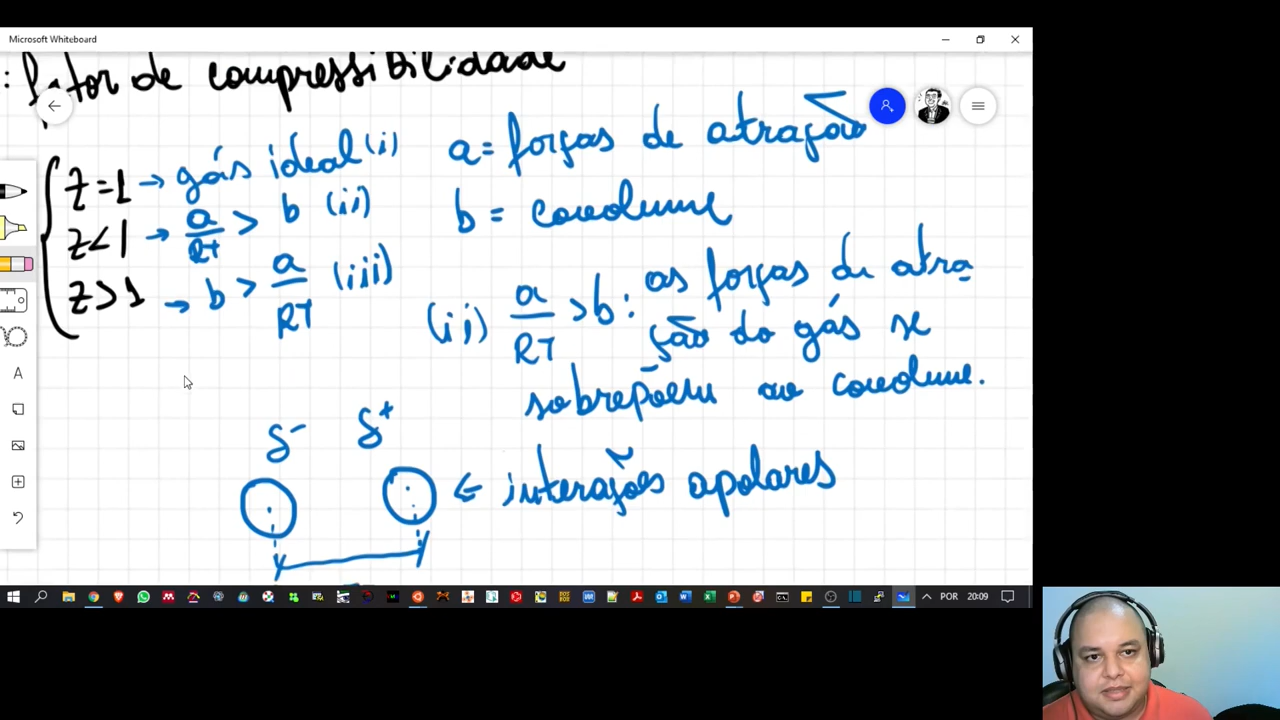 Microsoft Whiteboard
: fator de compressibilidade
z = 1 → gás ideal (i)
z < 1 → a/RT > b (ii)
z > 1 → b > a/RT (iii)
a = forças de atração
b = covolume
(ii) a/RT > b : as forças de atra-
ção do gás se
sobrepõem ao covolume.
δ- δ+
← interações apolares
A
POR 20:09